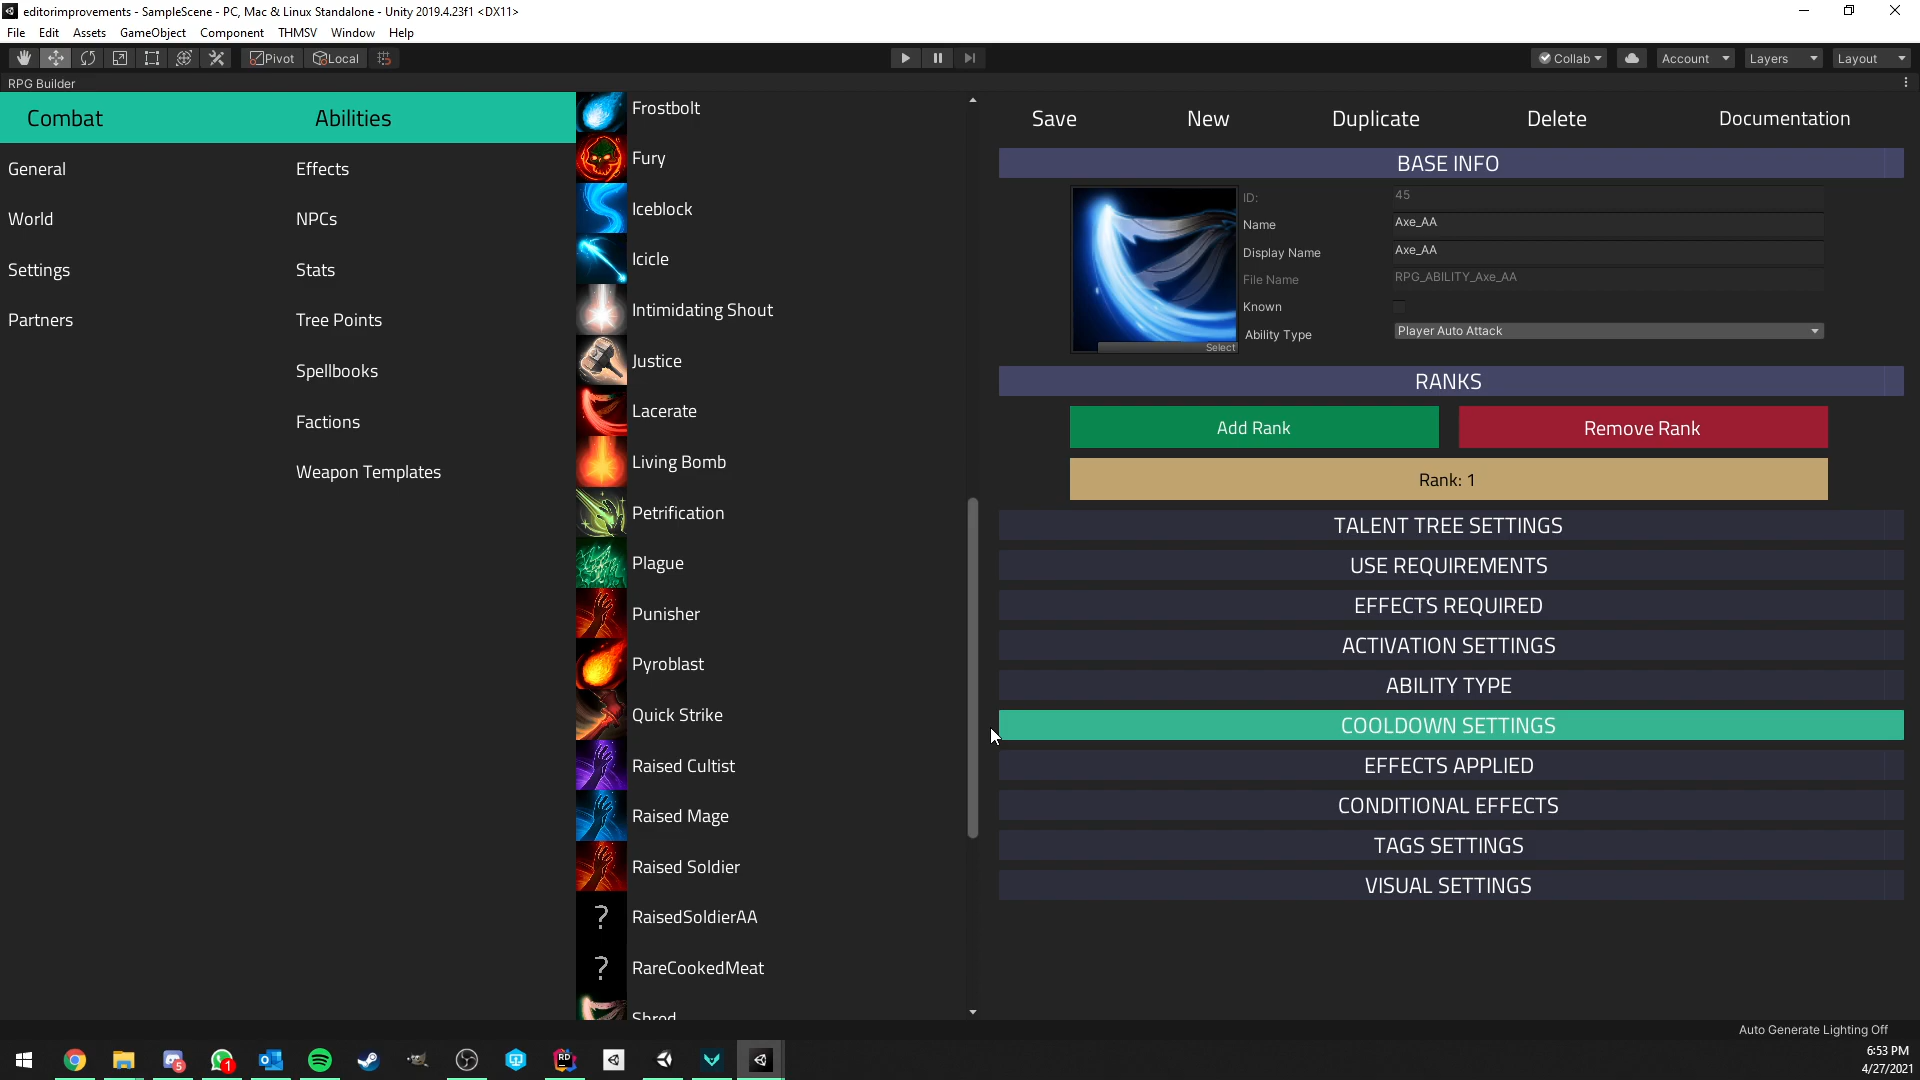 editorimprovements - SampleScene - PC, Mac & Linux Standalone - Unity 2019.4.23f1 <DX11>
File Edit Assets GameObject Component THMSV Window Help
Pivot Local Collab Account Layers Layout
RPG Builder
Combat
General
World
Settings
Partners
Abilities
Effects
NPCs
Stats
Tree Points
Spellbooks
Factions
Weapon Templates
Frostbolt
Fury
Iceblock
Icicle
Intimidating Shout
Justice
Lacerate
Living Bomb
Petrification
Plague
Punisher
Pyroblast
Quick Strike
Raised Cultist
Raised Mage
Raised Soldier
? RaisedSoldierAA
? RareCookedMeat
Shred
Save New Duplicate Delete Documentation
BASE INFO
Select
ID: 45
Name Axe_AA
Display Name Axe_AA
File Name RPG_ABILITY_Axe_AA
Known
Ability Type Player Auto Attack
RANKS
Add Rank Remove Rank
Rank: 1
TALENT TREE SETTINGS
USE REQUIREMENTS
EFFECTS REQUIRED
ACTIVATION SETTINGS
ABILITY TYPE
COOLDOWN SETTINGS
EFFECTS APPLIED
CONDITIONAL EFFECTS
TAGS SETTINGS
VISUAL SETTINGS
Auto Generate Lighting Off
5
1
RD
6:53 PM
4/27/2021